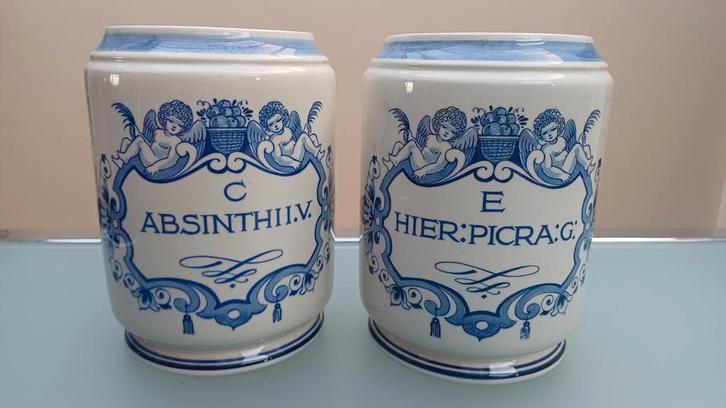 C
ABSINTHII.V.
E
HIER:PICRA:G: